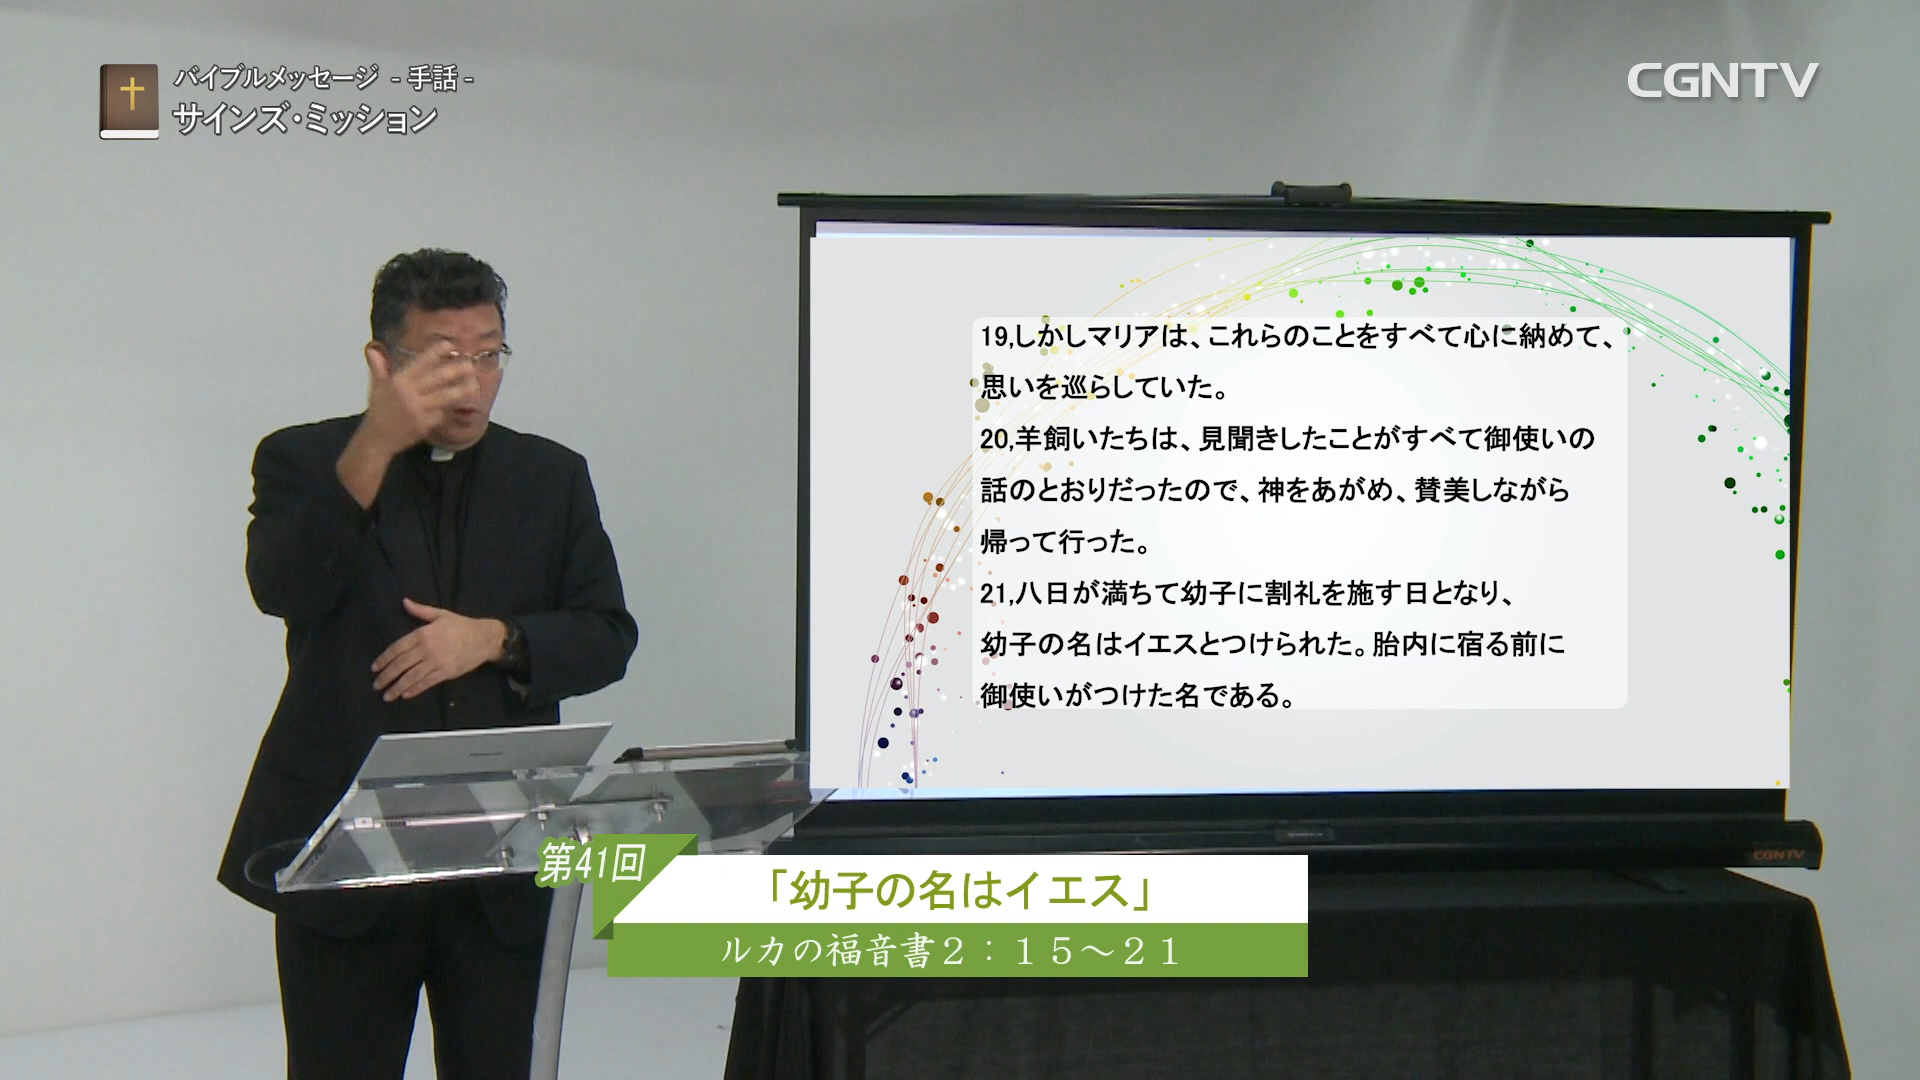 バイブルメッセージ -手話-
サインズ・ミッション
CGNTV
19,しかしマリアは、これらのことをすべて心に納めて、
思いを巡らしていた。
20,羊飼いたちは、見聞きしたことがすべて御使いの
話のとおりだったので、神をあがめ、賛美しながら
帰って行った。
21,八日が満ちて幼子に割礼を施す日となり、
幼子の名はイエスとつけられた。胎内に宿る前に
御使いがつけた名である。
CGNTV
第41回
「幼子の名はイエス」
ルカの福音書2：15～21